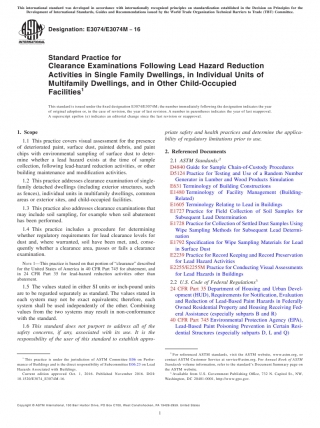 This international standard was developed in accordance with internationally recognized principles on standardization established in the Decision on Principles for the
Development of International Standards, Guides and Recommendations issued by the World Trade Organization Technical Barriers to Trade (TBT) Committee.
Designation: E3074/E3074M − 16
Standard Practice for
Clearance Examinations Following Lead Hazard Reduction
Activities in Single Family Dwellings, in Individual Units of
Multifamily Dwellings, and in Other Child-Occupied
Facilities1
This standard is issued under the fixed designation E3074/E3074M; the number immediately following the designation indicates the year
of original adoption or, in the case of revision, the year of last revision. A number in parentheses indicates the year of last reapproval.
A superscript epsilon (ε) indicates an editorial change since the last revision or reapproval.
1. Scope
1.1 This practice covers visual assessment for the presence
of deteriorated paint, surface dust, painted debris, and paint
chips with environmental sampling of surface dust to deter-
mine whether a lead hazard exists at the time of sample
collection, following lead-hazard reduction activities, or other
building maintenance and modification activities.
1.2 This practice addresses clearance examination of single-
family detached dwellings (including exterior structures, such
as fences), individual units in multifamily dwellings, common
areas or exterior sites, and child-occupied facilities.
1.3 This practice also addresses clearance examinations that
may include soil sampling, for example when soil abatement
has been performed.
1.4 This practice includes a procedure for determining
whether regulatory requirements for lead clearance levels for
dust and, where warranted, soil have been met, and, conse-
quently whether a clearance area, passes or fails a clearance
examination.
NOTE 1—This practice is based on that portion of "clearance" described
for the United States of America in 40 CFR Part 745 for abatement, and
in 24 CFR Part 35 for lead-hazard reduction activities other than
abatement.
1.5 The values stated in either SI units or inch-pound units
are to be regarded separately as standard. The values stated in
each system may not be exact equivalents; therefore, each
system shall be used independently of the other. Combining
values from the two systems may result in non-conformance
with the standard.
1.6 This standard does not purport to address all of the
safety concerns, if any, associated with its use. It is the
responsibility of the user of this standard to establish appro-
priate safety and health practices and determine the applica-
bility of regulatory limitations prior to use.
2. Referenced Documents
2.1 ASTM Standards:2
D4840 Guide for Sample Chain-of-Custody Procedures
D5124 Practice for Testing and Use of a Random Number
Generator in Lumber and Wood Products Simulation
E631 Terminology of Building Constructions
E1480 Terminology of Facility Management (Building-
Related)
E1605 Terminology Relating to Lead in Buildings
E1727 Practice for Field Collection of Soil Samples for
Subsequent Lead Determination
E1728 Practice for Collection of Settled Dust Samples Using
Wipe Sampling Methods for Subsequent Lead Determi-
nation
E1792 Specification for Wipe Sampling Materials for Lead
in Surface Dust
E2239 Practice for Record Keeping and Record Preservation
for Lead Hazard Activities
E2255/E2255M Practice for Conducting Visual Assessments
for Lead Hazards in Buildings
2.2 U.S. Code of Federal Regulations3
24 CFR Part 35 Department of Housing and Urban Devel-
opment (HUD), Requirements for Notification, Evaluation
and Reduction of Lead-Based Paint Hazards in Federally
Owned Residential Property and Housing Receiving Fed-
eral Assistance (especially subparts B and R)
40 CFR Part 745 Environmental Protection Agency (EPA),
Lead-Based Paint Poisoning Prevention in Certain Resi-
dential Structures (especially subparts D, L and Q)
1 This practice is under the jurisdiction of ASTM Committee E06 on Perfor-
mance of Buildings and is the direct responsibility of Subcommittee E06.23 on Lead
Hazards Associated with Buildings.
Current edition approved Oct. 1, 2016. Published November 2016. DOI:
10.1520/E3074_E3074M-16.
2 For referenced ASTM standards, visit the ASTM website, www.astm.org, or
contact ASTM Customer Service at service@astm.org. For Annual Book of ASTM
Standards volume information, refer to the standard's Document Summary page on
the ASTM website.
3 Available from U.S. Government Publishing Office, 732 N. Capitol St., NW,
Washington, DC 20401-0001, http://www.gpo.gov.
Copyright © ASTM International, 100 Barr Harbor Drive, PO Box C700, West Conshohocken, PA 19428-2959. United States
1